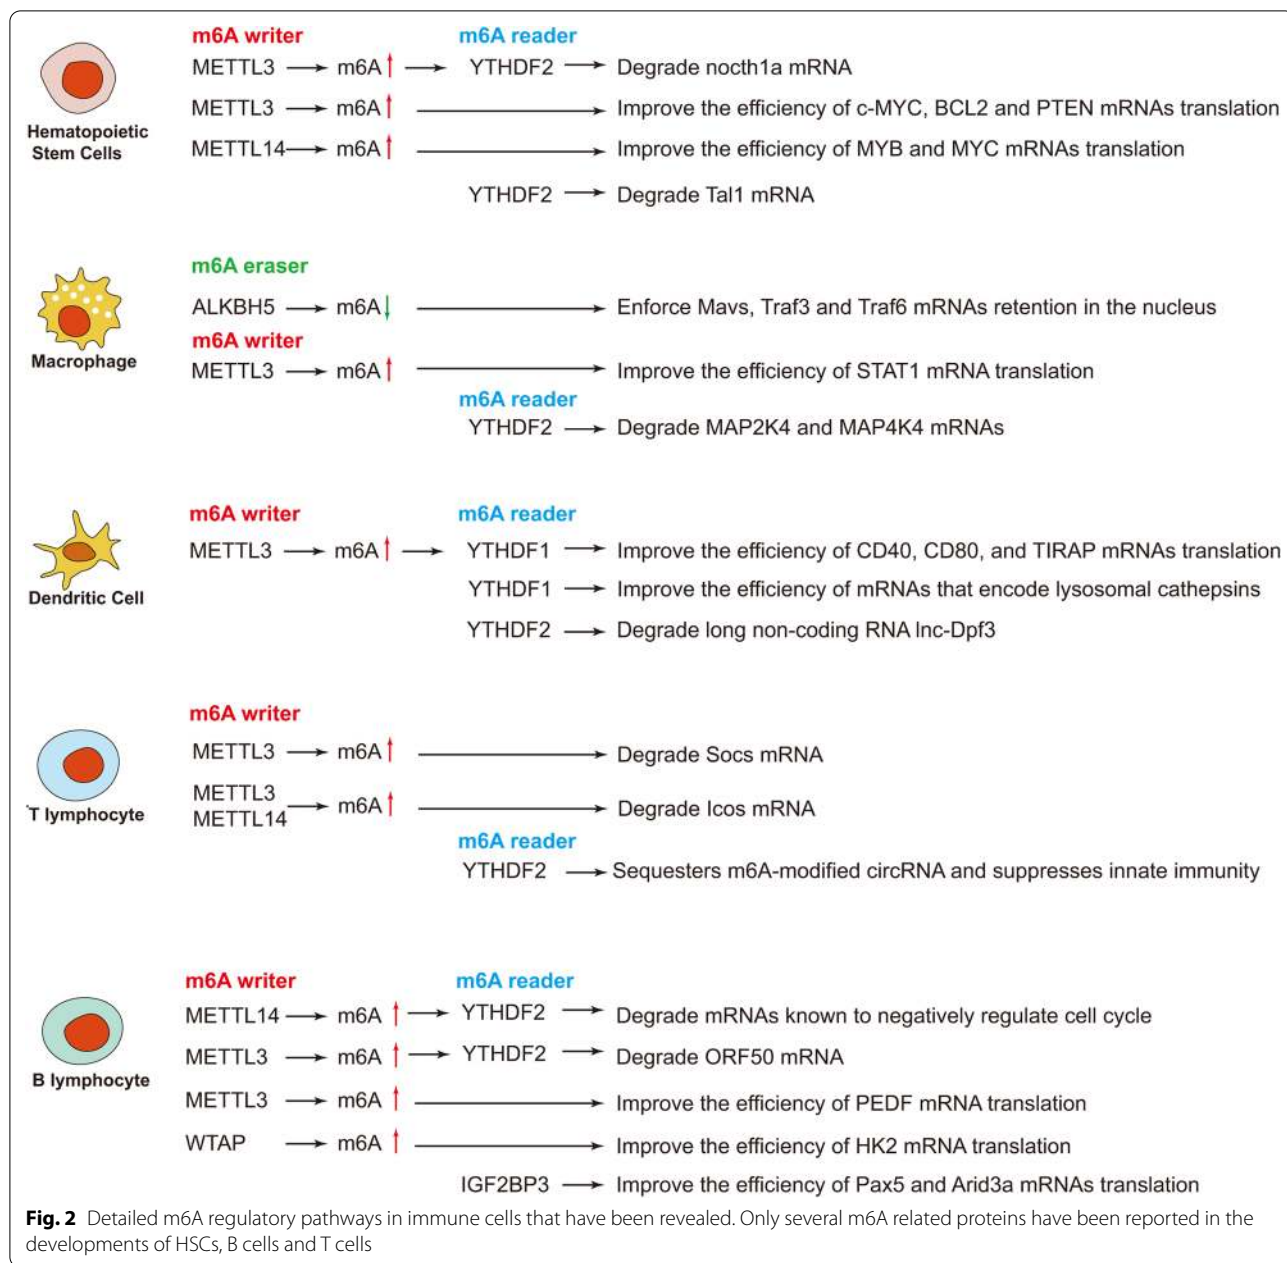 m6A writer m6A reader
METTL3 → m6A ↑ → YTHDF2 → Degrade nocth1a mRNA
METTL3 → m6A ↑ → Improve the efficiency of c-MYC, BCL2 and PTEN mRNAs translation
Hematopoietic
Stem Cells
METTL14 → m6A ↑ → Improve the efficiency of MYB and MYC mRNAs translation
YTHDF2 → Degrade Tal1 mRNA
m6A eraser
ALKBH5 → m6A ↓ → Enforce Mavs, Traf3 and Traf6 mRNAs retention in the nucleus
m6A writer
Macrophage
METTL3 → m6A ↑ → Improve the efficiency of STAT1 mRNA translation
m6A reader
YTHDF2 → Degrade MAP2K4 and MAP4K4 mRNAs
m6A writer m6A reader
METTL3 → m6A ↑ → YTHDF1 → Improve the efficiency of CD40, CD80, and TIRAP mRNAs translation
YTHDF1 → Improve the efficiency of mRNAs that encode lysosomal cathepsins
Dendritic Cell
YTHDF2 → Degrade long non-coding RNA lnc-Dpf3
m6A writer
METTL3 → m6A ↑ → Degrade Socs mRNA
METTL3
METTL14 → m6A ↑ → Degrade Icos mRNA
T lymphocyte
m6A reader
YTHDF2 → Sequesters m6A-modified circRNA and suppresses innate immunity
m6A writer m6A reader
METTL14 → m6A ↑ → YTHDF2 → Degrade mRNAs known to negatively regulate cell cycle
METTL3 → m6A ↑ → YTHDF2 → Degrade ORF50 mRNA
B lymphocyte
METTL3 → m6A ↑ → Improve the efficiency of PEDF mRNA translation
WTAP → m6A ↑ → Improve the efficiency of HK2 mRNA translation
IGF2BP3 → Improve the efficiency of Pax5 and Arid3a mRNAs translation
Fig. 2 Detailed m6A regulatory pathways in immune cells that have been revealed. Only several m6A related proteins have been reported in the
developments of HSCs, B cells and T cells